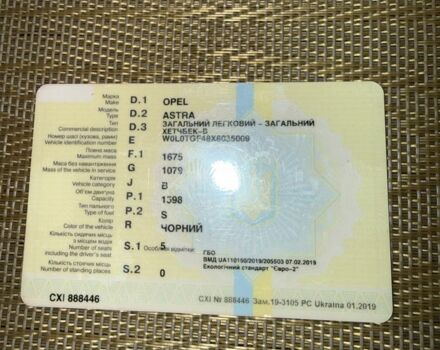 Марка
Make D.1 OPEL
Модель
Type D.2 ASTRA
Тип
Commercial description D.3 ЗАГАЛЬНИЙ ЛЕГКОВИЙ - ЗАГАЛЬНИЙ
ХЕТЧБЕК-B
Номер шасі (кузова, рами)
Vehicle identification number E W0L0TGF48X8035009
Повна маса
Maximum mass F.1 1675
Маса без навантаження
Mass of the vehicle in service G 1079
Категорія
Vehicle category J B
Об'єм двигуна
Capacity P.1 1398
Тип пального
Type of fuel P.2 S
Колір
Color of the vehicle R ЧОРНИЙ
Кількість сидячих місць
з місцем водія
Number of seats
including the driver's seat S.1 5 Особливі відмітки:
ГБО
ВМД UA110150/2019/205503 07.02.2019
Екологічний стандарт "Євро-2"
Кількість стоячих місць
Number of standing places S.2 0
CXI 888446
CXI № 888446 Зам.19-3105 PC Ukraina 01.2019